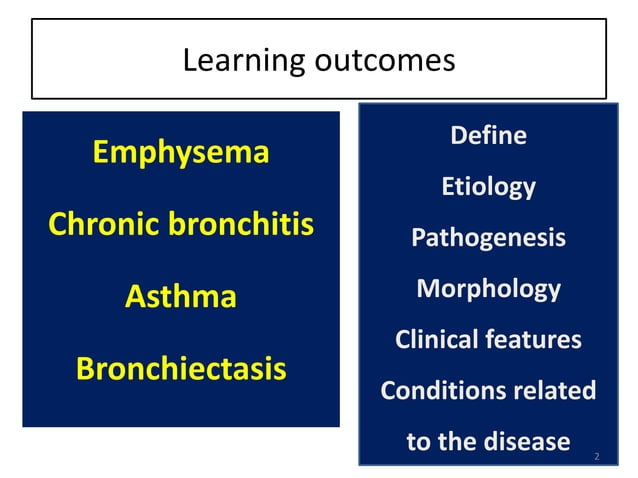 Learning outcomes
Emphysema
Chronic bronchitis
Asthma
Bronchiectasis
Define
Etiology
Pathogenesis
Morphology
Clinical features
Conditions related
to the disease
2